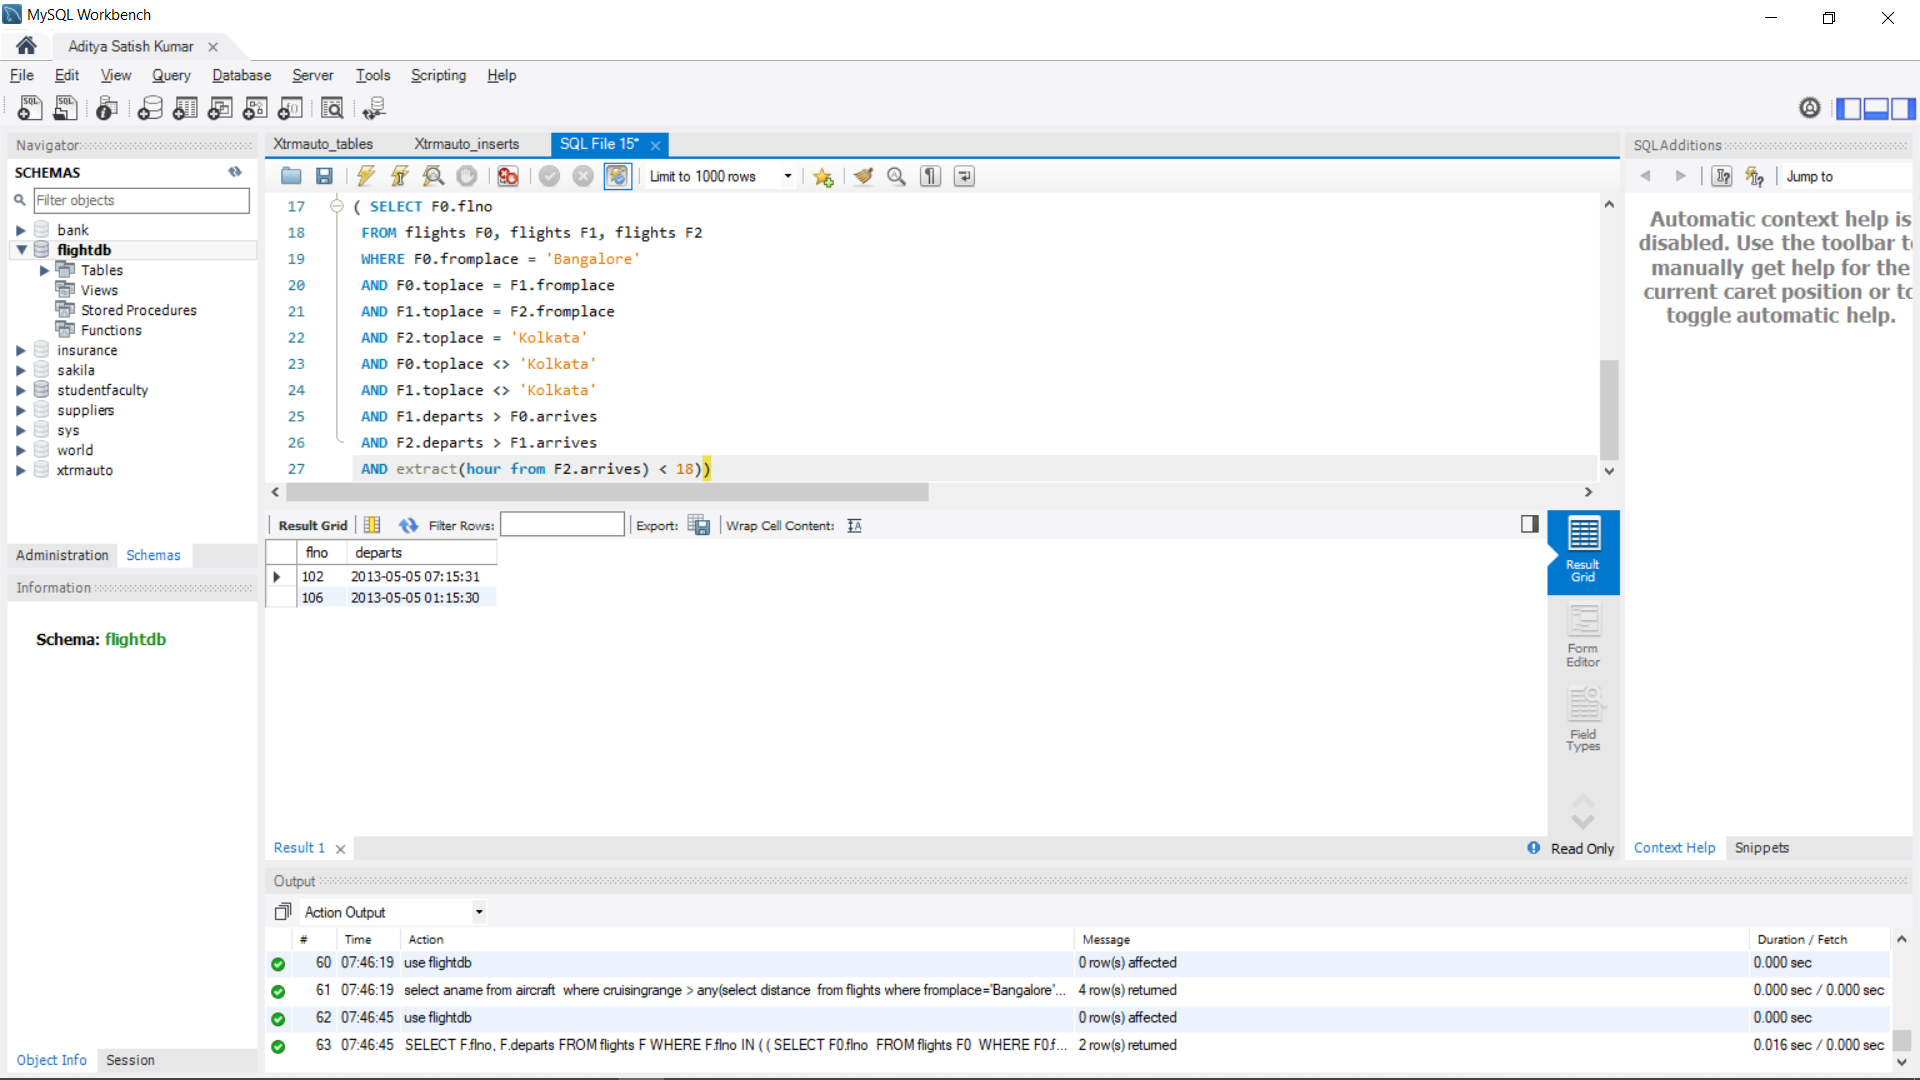 MySQL Workbench
Aditya Satish Kumar
File Edit View Query Database Server Tools Scripting Help
Navigator
SCHEMAS
Filter objects
bank
flightdb
Tables
Views
Stored Procedures
Functions
insurance
sakila
studentfaculty
suppliers
sys
world
xtrmauto
Administration Schemas
Information
Schema: flightdb
Object Info Session
Xtrmauto_tables Xtrmauto_inserts SQL File 15*
Limit to 1000 rows
17 ( SELECT F0.flno
18 FROM flights F0, flights F1, flights F2
19 WHERE F0.fromplace = 'Bangalore'
20 AND F0.toplace = F1.fromplace
21 AND F1.toplace = F2.fromplace
22 AND F2.toplace = 'Kolkata'
23 AND F0.toplace <> 'Kolkata'
24 AND F1.toplace <> 'Kolkata'
25 AND F1.departs > F0.arrives
26 AND F2.departs > F1.arrives
27 AND extract(hour from F2.arrives) < 18))
Result Grid Filter Rows: Export: Wrap Cell Content:
flno departs
102 2013-05-05 07:15:31
106 2013-05-05 01:15:30
Result
Grid
Form
Editor
Field
Types
Result 1
Read Only
SQLAdditions
Jump to
Automatic context help is
disabled. Use the toolbar t
manually get help for the
current caret position or to
toggle automatic help.
Context Help Snippets
Output
Action Output
# Time Action Message Duration / Fetch
60 07:46:19 use flightdb 0 row(s) affected 0.000 sec
61 07:46:19 select aname from aircraft where cruisingrange > any(select distance from flights where fromplace='Bangalore'... 4 row(s) returned 0.000 sec / 0.000 sec
62 07:46:45 use flightdb 0 row(s) affected 0.000 sec
63 07:46:45 SELECT F.flno, F.departs FROM flights F WHERE F.flno IN ( ( SELECT F0.flno FROM flights F0 WHERE F0.f... 2 row(s) returned 0.016 sec / 0.000 sec